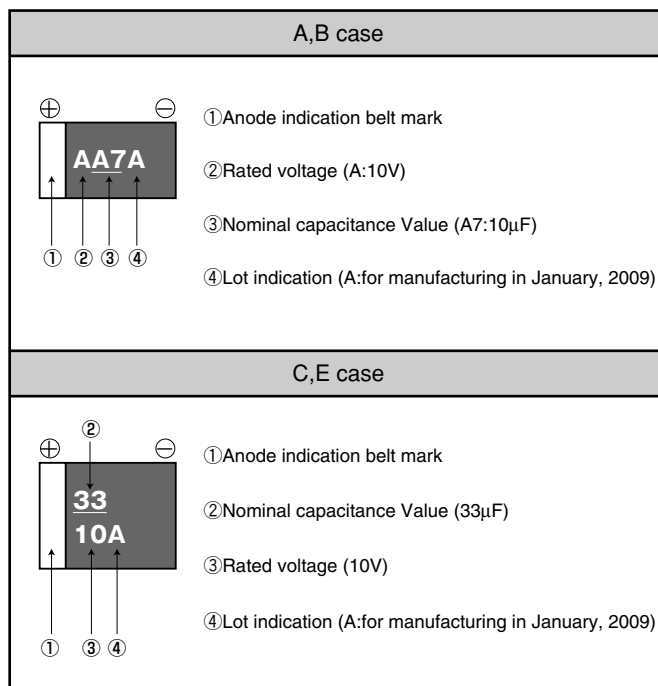 A,B case
⊕ ⊖
AA7A
① ② ③ ④
①Anode indication belt mark
②Rated voltage (A:10V)
③Nominal capacitance Value (A7:10μF)
④Lot indication (A:for manufacturing in January, 2009)
C,E case
②
⊕ ⊖
33
10A
① ③ ④
①Anode indication belt mark
②Nominal capacitance Value (33μF)
③Rated voltage (10V)
④Lot indication (A:for manufacturing in January, 2009)